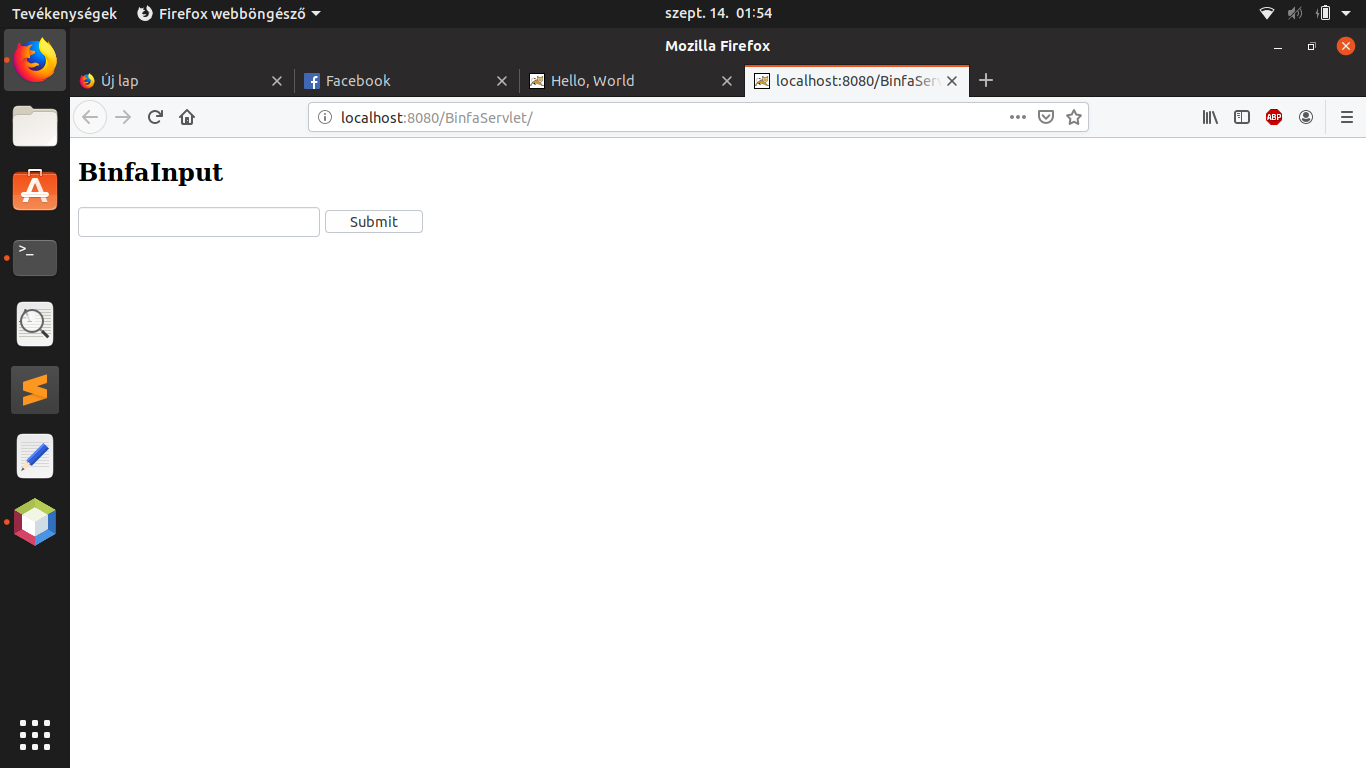 Tevékenységek Firefox webböngésző szept. 14. 01:54
Mozilla Firefox
Új lap Facebook Hello, World localhost:8080/BinfaSer
localhost:8080/BinfaServlet/ ABP
BinfaInput
Submit
>_